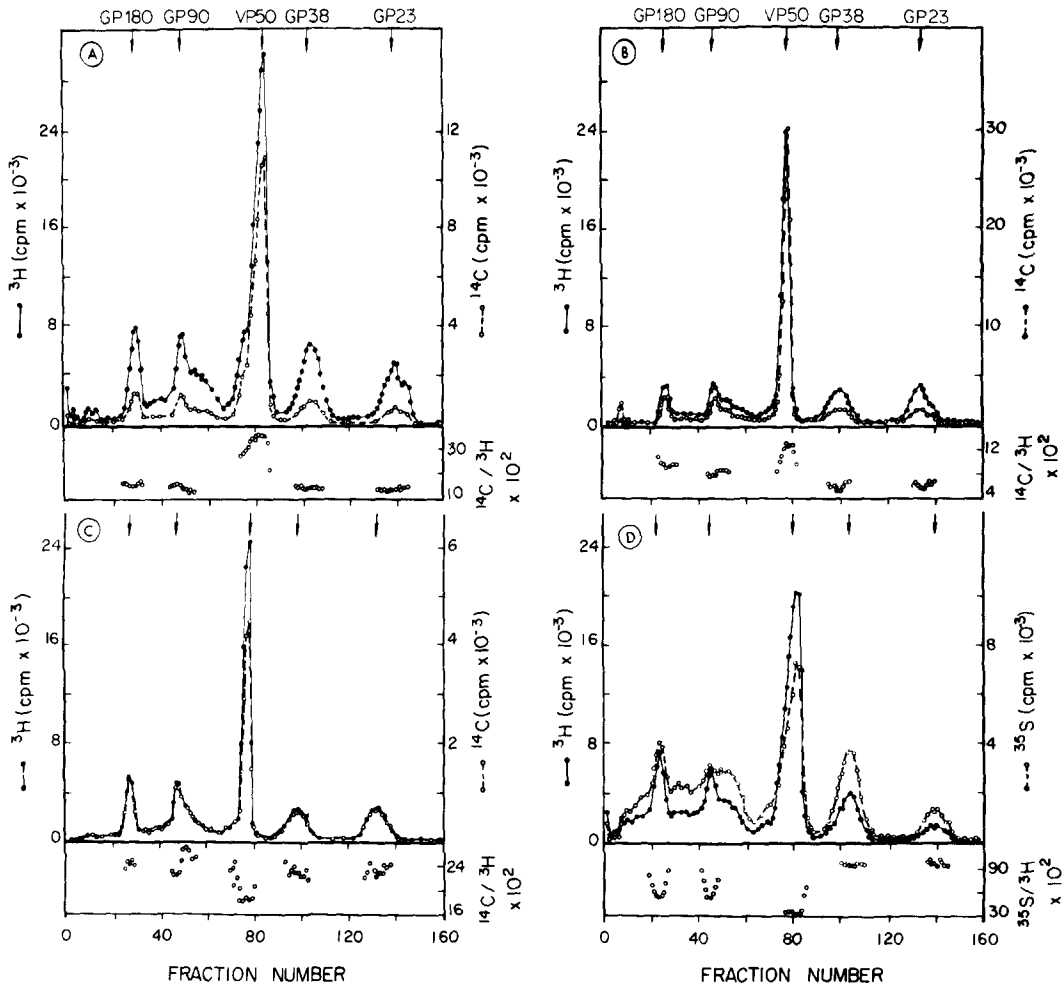 GP180 GP90 VP50 GP38 GP23
GP180 GP90 VP50 GP38 GP23
A
³H (cpm x 10⁻³)
24
16
8
0
12
8
4
0
¹⁴C (cpm x 10⁻³)
30
10
¹⁴C / ³H x 10²
B
³H (cpm x 10⁻³)
24
16
8
0
30
20
10
¹⁴C (cpm x 10⁻³)
12
4
¹⁴C / ³H x 10²
C
³H (cpm x 10⁻³)
24
16
8
0
6
4
2
0
¹⁴C (cpm x 10⁻³)
24
16
¹⁴C / ³H x 10²
0 40 80 120 160
FRACTION NUMBER
D
³H (cpm x 10⁻³)
24
16
8
0
8
4
0
³⁵S (cpm x 10⁻³)
90
30
³⁵S/³H x 10²
0 40 80 120 160
FRACTION NUMBER